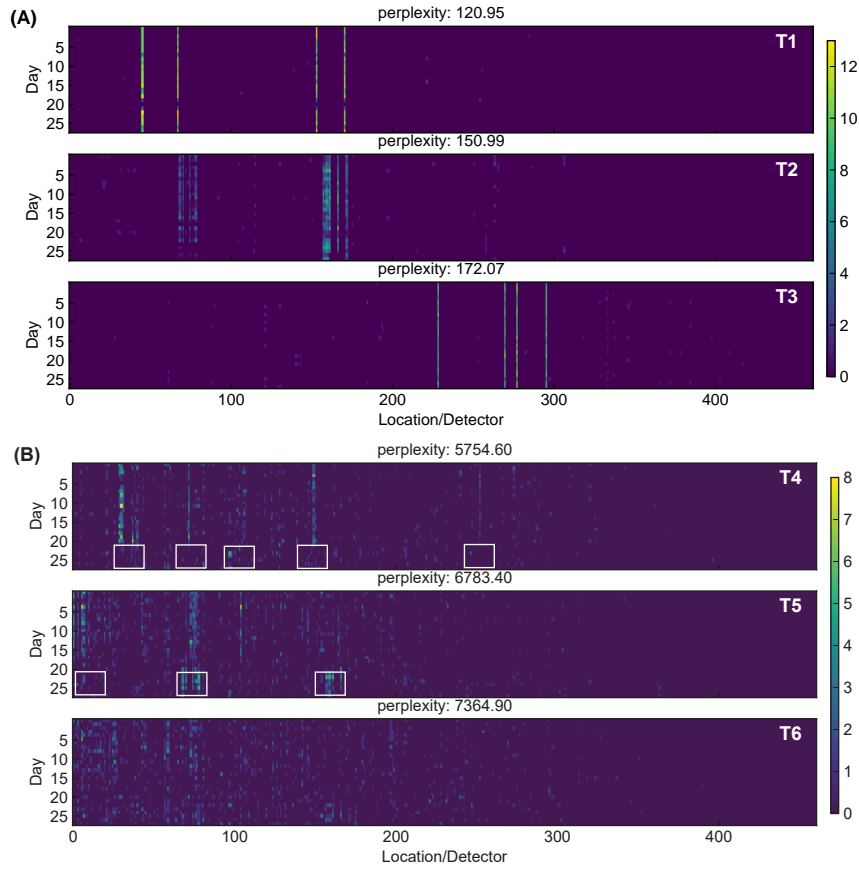 (A)
perplexity: 120.95
T1
Day
5
10
15
20
25
perplexity: 150.99
T2
Day
5
10
15
20
25
perplexity: 172.07
T3
Day
5
10
15
20
25
0 100 200 300 400
Location/Detector
12
10
8
6
4
2
0
(B)
perplexity: 5754.60
T4
Day
5
10
15
20
25
perplexity: 6783.40
T5
Day
5
10
15
20
25
perplexity: 7364.90
T6
Day
5
10
15
20
25
0 100 200 300 400
Location/Detector
8
7
6
5
4
3
2
1
0